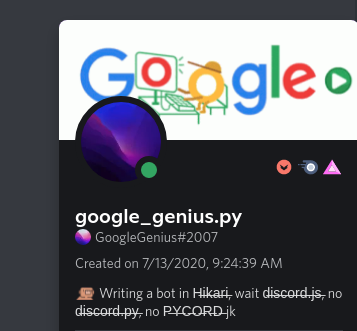 Google
google_genius.py
GoogleGenius#2007
Created on 7/13/2020, 9:24:39 AM
Writing a bot in Hikari, wait discord.js, no
discord.py, no PYCORD jk